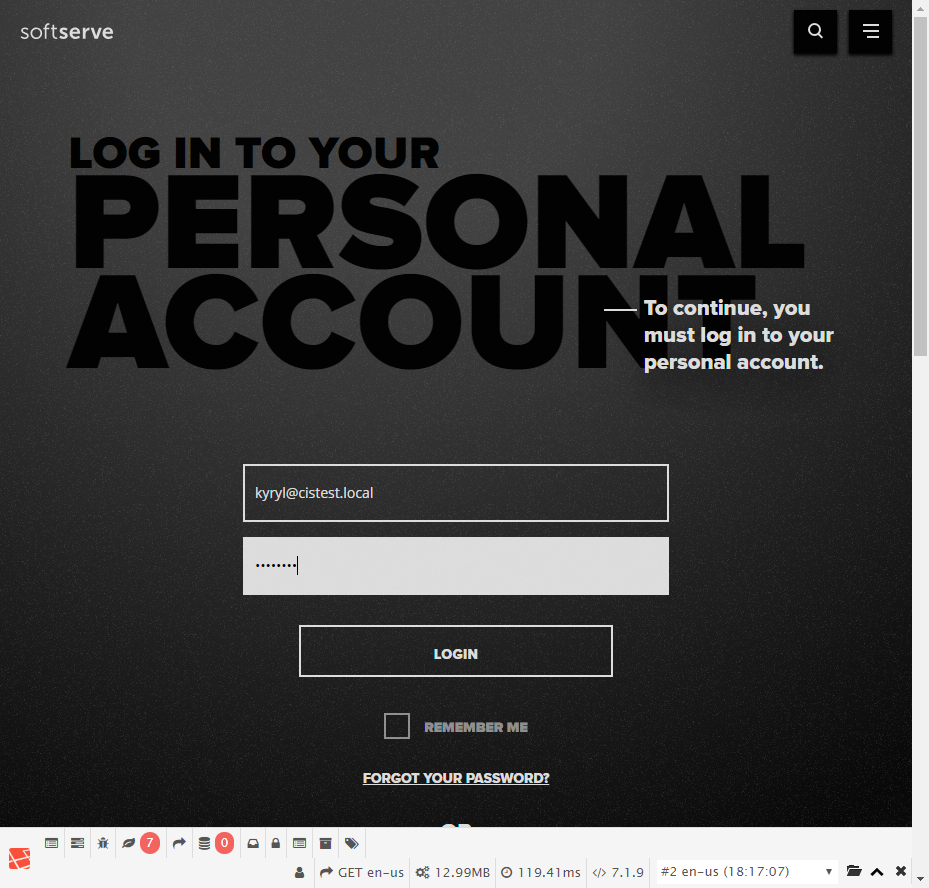 softserve
LOG IN TO YOUR
PERSONAL
ACCOUNT
To continue, you
must log in to your
personal account.
kyryl@cistest.local
••••••••
LOGIN
REMEMBER ME
FORGOT YOUR PASSWORD?
OR
7
0
GET en-us
12.99MB
119.41ms
7.1.9
#2 en-us (18:17:07)